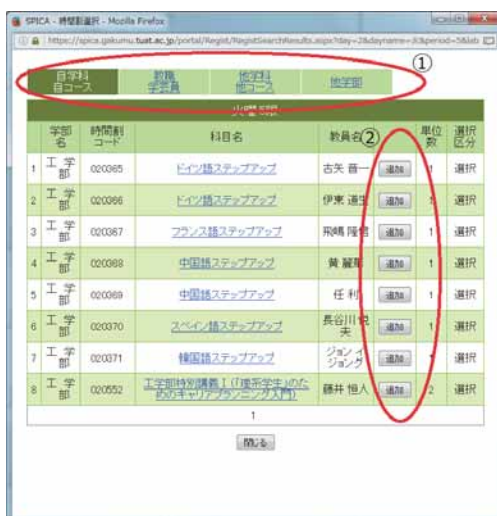 SPICA - 時間割選択 - Mozilla Firefox
https://spica.gakumu.tuat.ac.jp/portal/Regist/RegistSearchResults.aspx?day=2&dayname=
①
自学科
自コース
教職
学芸員
他学科
他コース
他学部
火曜 5限
学部名 時間割コード 科目名 教員名 ② 単位数 選択区分
1 工学部 020365 ドイツ語ステップアップ 古矢 晋一 追加 1 選択
2 工学部 020366 ドイツ語ステップアップ 伊東 道生 追加 1 選択
3 工学部 020367 フランス語ステップアップ 飛嶋 隆信 追加 1 選択
4 工学部 020368 中国語ステップアップ 黄 麗華 追加 1 選択
5 工学部 020369 中国語ステップアップ 任 利 追加 1 選択
6 工学部 020370 スペイン語ステップアップ 長谷川 悦夫 追加 1 選択
7 工学部 020371 韓国語ステップアップ ジョン イジョング 追加 1 選択
8 工学部 020552 工学部特別講義Ⅰ(「理系学生」のためのキャリアプランニング入門) 藤井 恒人 追加 2 選択
1
閉じる